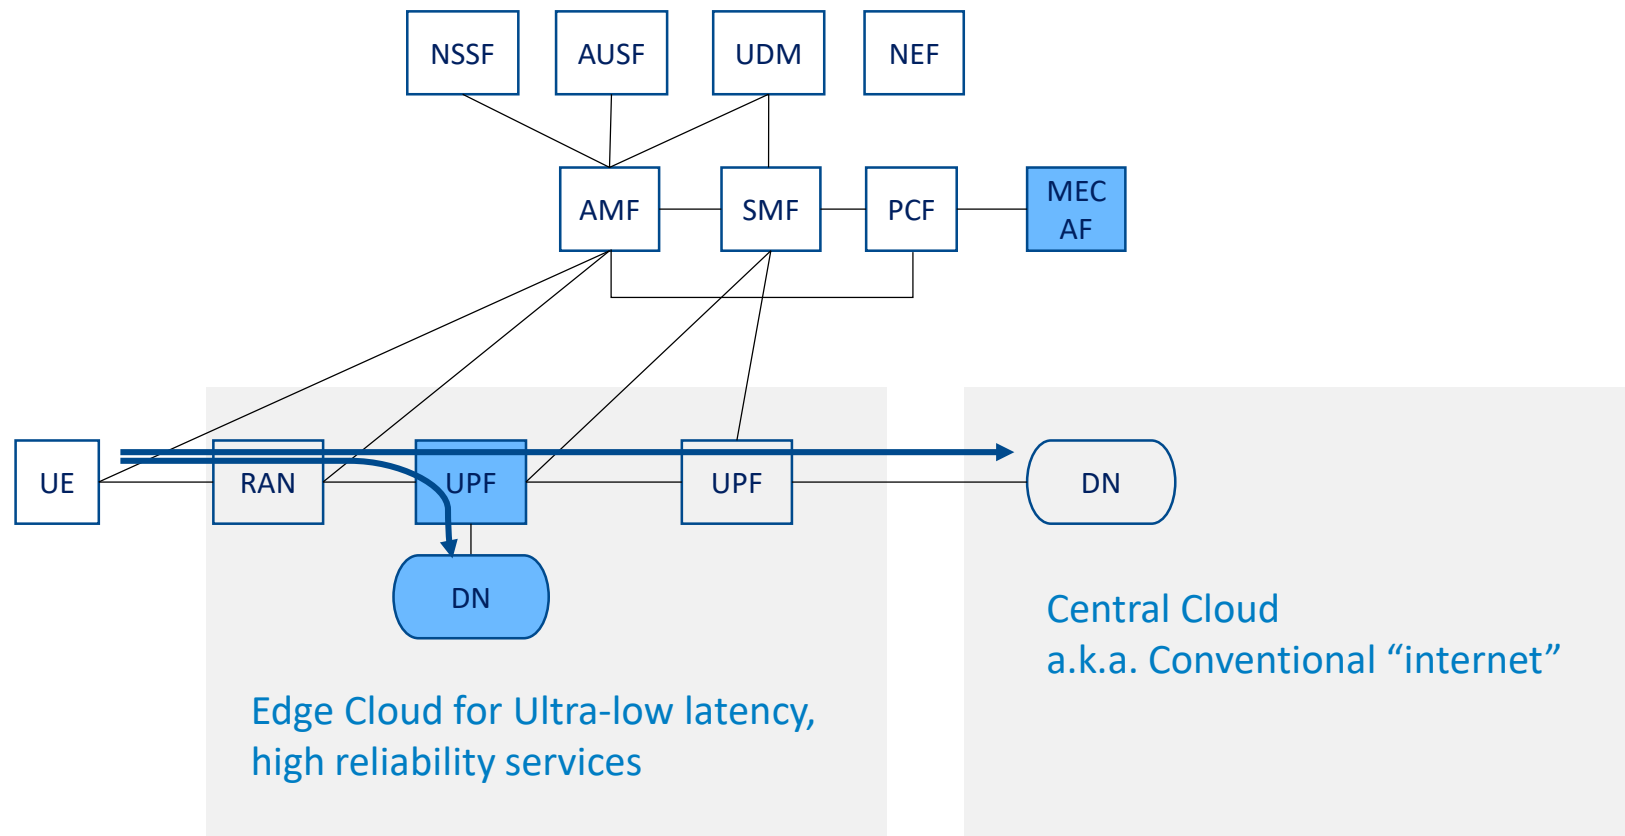 NSSF
AUSF
UDM
NEF
AMF
SMF
PCF
MEC
AF
UE
RAN
UPF
UPF
DN
DN
Central Cloud
a.k.a. Conventional “internet”
Edge Cloud for Ultra-low latency,
high reliability services